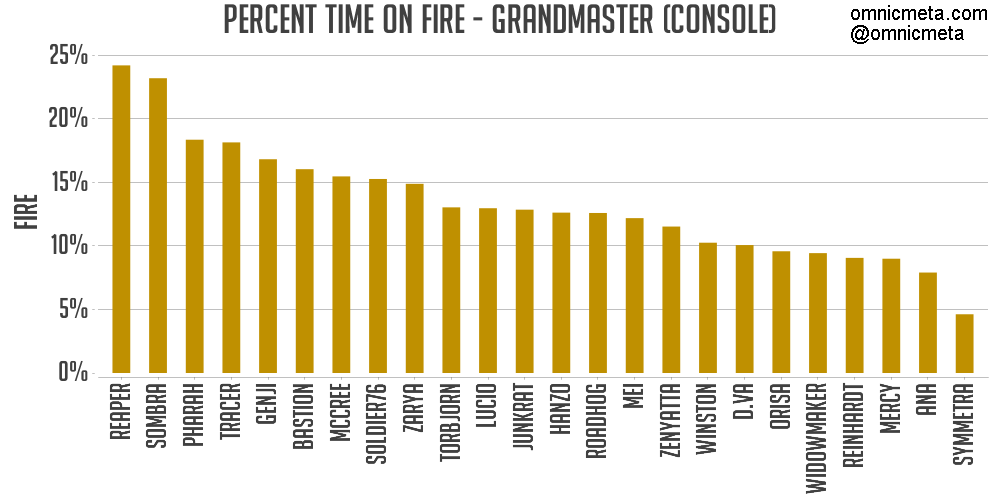 PERCENT TIME ON FIRE - GRANDMASTER (CONSOLE)
omnicmeta.com
@omnicmeta
25%
20%
15%
10%
5%
0%
FIRE
REAPER
SOMBRA
PHARAH
TRACER
GENJI
BASTION
MCCREE
SOLDIER76
ZARYA
TORBJORN
LUCIO
JUNKRAT
HANZO
ROADHOG
MEI
ZENYATTA
WINSTON
D.VA
ORISA
WIDOWMAKER
REINHARDT
MERCY
ANA
SYMMETRA